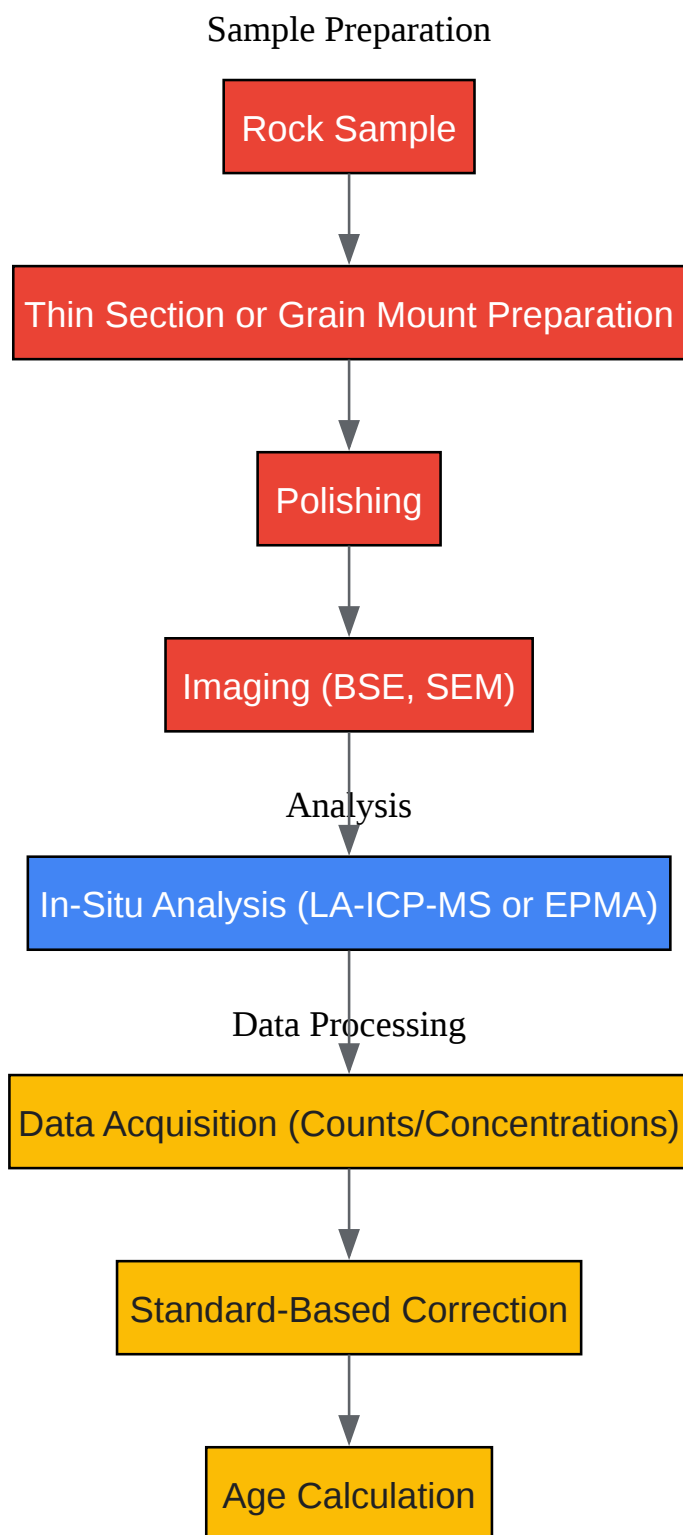 Sample Preparation
Rock Sample
Thin Section or Grain Mount Preparation
Polishing
Imaging (BSE, SEM)
Analysis
In-Situ Analysis (LA-ICP-MS or EPMA)
Data Processing
Data Acquisition (Counts/Concentrations)
Standard-Based Correction
Age Calculation